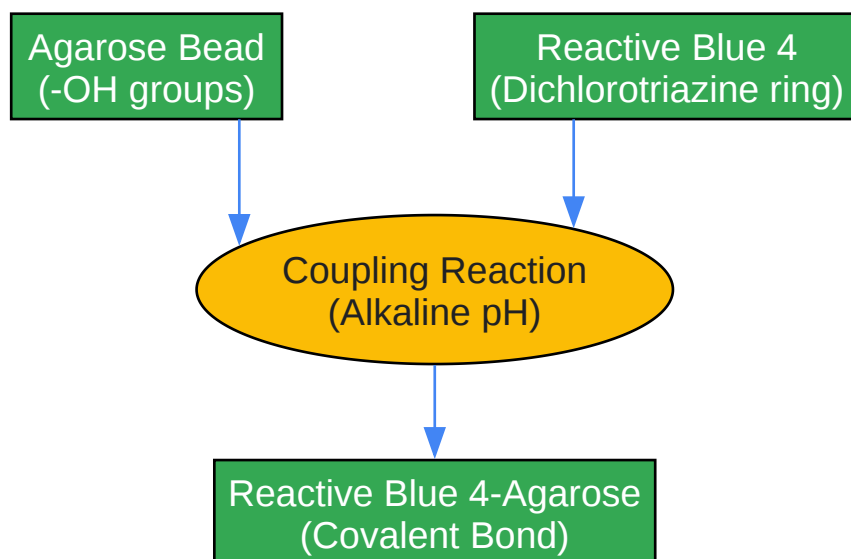 Agarose Bead
(-OH groups)
Reactive Blue 4
(Dichlorotriazine ring)
Coupling Reaction
(Alkaline pH)
Reactive Blue 4-Agarose
(Covalent Bond)